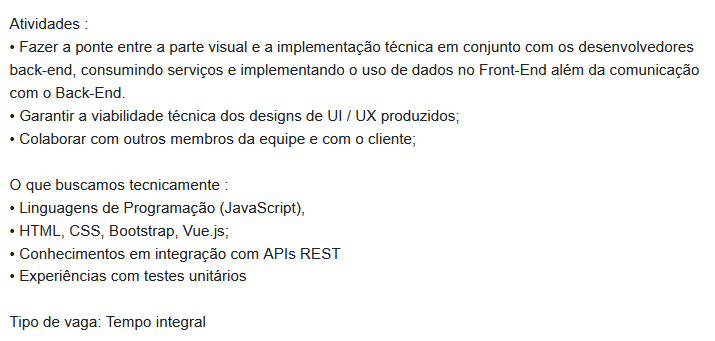 Atividades :
• Fazer a ponte entre a parte visual e a implementação técnica em conjunto com os desenvolvedores
back-end, consumindo serviços e implementando o uso de dados no Front-End além da comunicação
com o Back-End.
• Garantir a viabilidade técnica dos designs de UI / UX produzidos;
• Colaborar com outros membros da equipe e com o cliente;
O que buscamos tecnicamente :
• Linguagens de Programação (JavaScript),
• HTML, CSS, Bootstrap, Vue.js;
• Conhecimentos em integração com APIs REST
• Experiências com testes unitários
Tipo de vaga: Tempo integral